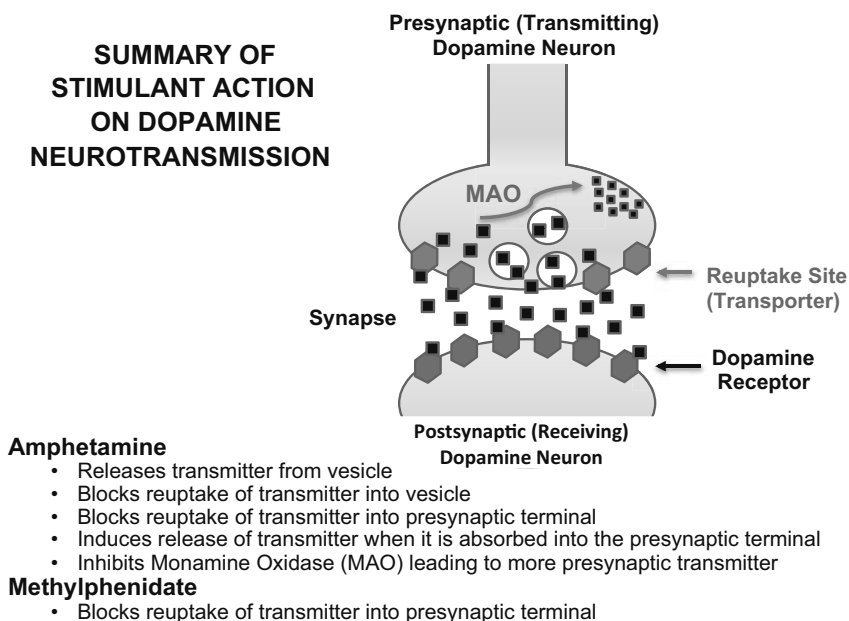 SUMMARY OF
STIMULANT ACTION
ON DOPAMINE
NEUROTRANSMISSION
Presynaptic (Transmitting)
Dopamine Neuron
MAO
Reuptake Site
(Transporter)
Synapse
Dopamine
Receptor
Postsynaptic (Receiving)
Dopamine Neuron
Amphetamine
• Releases transmitter from vesicle
• Blocks reuptake of transmitter into vesicle
• Blocks reuptake of transmitter into presynaptic terminal
• Induces release of transmitter when it is absorbed into the presynaptic terminal
• Inhibits Monamine Oxidase (MAO) leading to more presynaptic transmitter
Methylphenidate
• Blocks reuptake of transmitter into presynaptic terminal